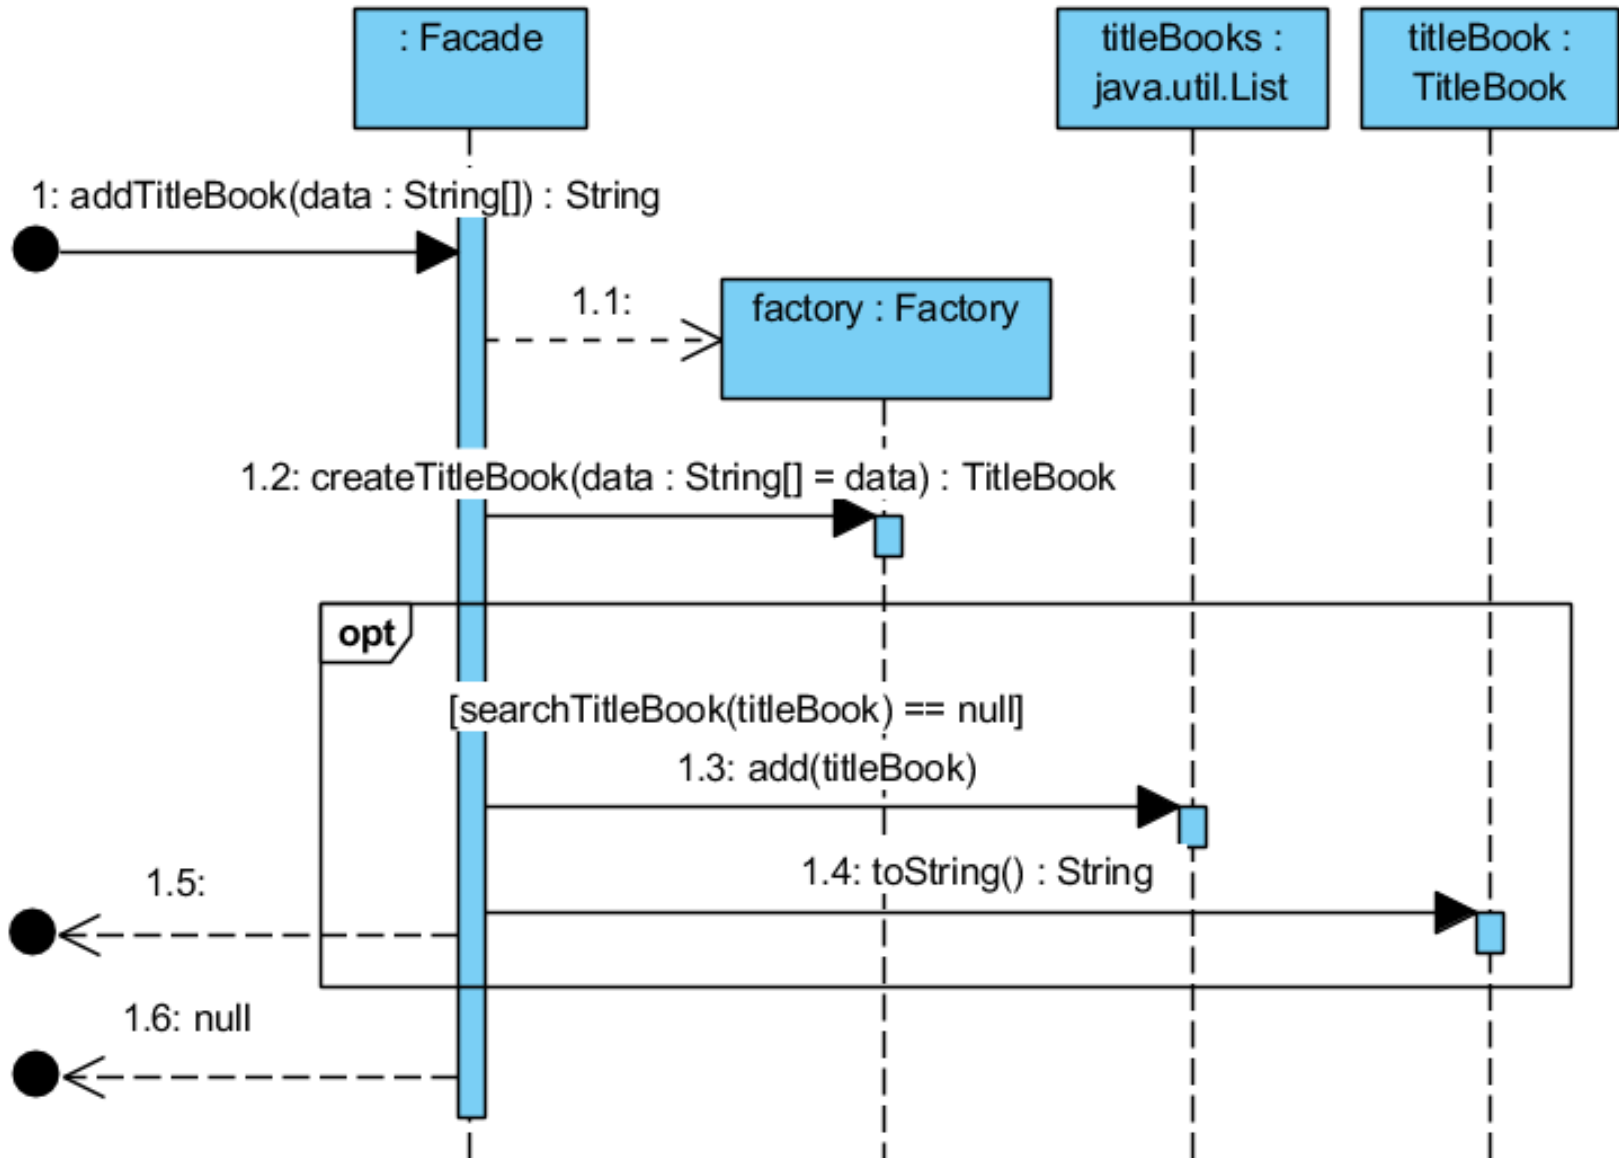 : Facade
titleBooks :
java.util.List
titleBook :
TitleBook
1: addTitleBook(data : String[]) : String
1.1:
factory : Factory
1.2: createTitleBook(data : String[] = data) : TitleBook
opt
[searchTitleBook(titleBook) == null]
1.3: add(titleBook)
1.4: toString() : String
1.5:
1.6: null